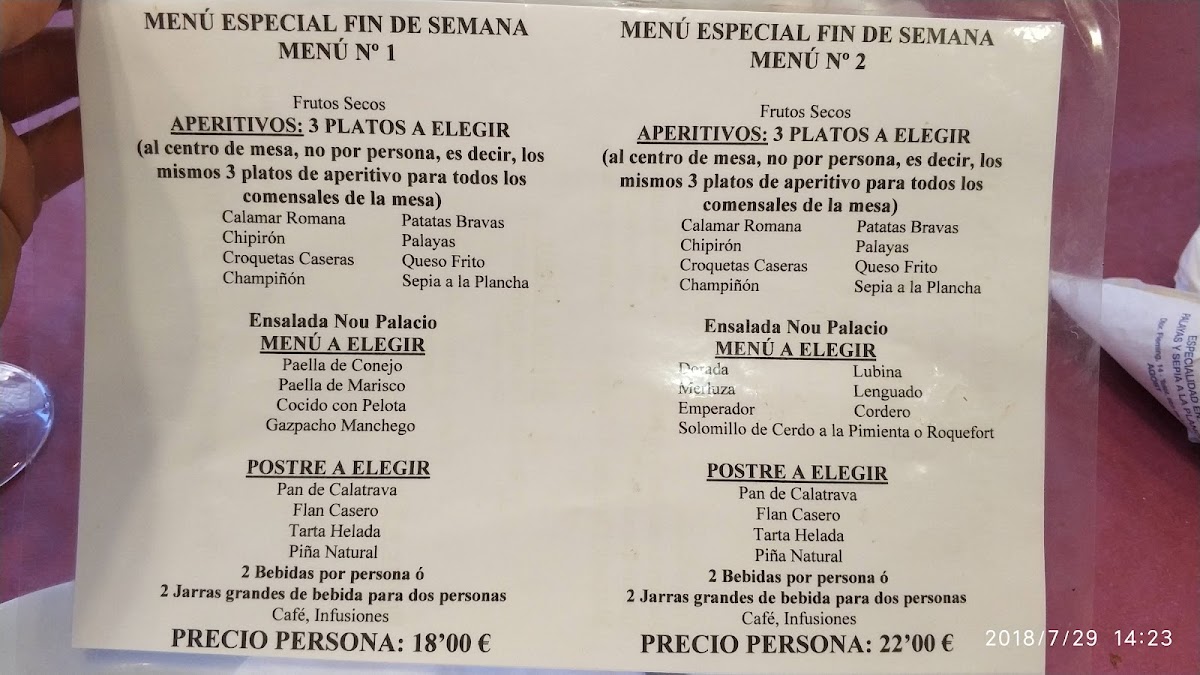 MENÚ ESPECIAL FIN DE SEMANA
MENÚ Nº 1
Frutos Secos
APERITIVOS: 3 PLATOS A ELEGIR
(al centro de mesa, no por persona, es decir, los
mismos 3 platos de aperitivo para todos los
comensales de la mesa)
Calamar Romana Patatas Bravas
Chipirón Palayas
Croquetas Caseras Queso Frito
Champiñón Sepia a la Plancha
Ensalada Nou Palacio
MENÚ A ELEGIR
Paella de Conejo
Paella de Marisco
Cocido con Pelota
Gazpacho Manchego
POSTRE A ELEGIR
Pan de Calatrava
Flan Casero
Tarta Helada
Piña Natural
2 Bebidas por persona ó
2 Jarras grandes de bebida para dos personas
Café, Infusiones
PRECIO PERSONA: 18’00 €
MENÚ ESPECIAL FIN DE SEMANA
MENÚ Nº 2
Frutos Secos
APERITIVOS: 3 PLATOS A ELEGIR
(al centro de mesa, no por persona, es decir, los
mismos 3 platos de aperitivo para todos los
comensales de la mesa)
Calamar Romana Patatas Bravas
Chipirón Palayas
Croquetas Caseras Queso Frito
Champiñón Sepia a la Plancha
Ensalada Nou Palacio
MENÚ A ELEGIR
Dorada Lubina
Merluza Lenguado
Emperador Cordero
Solomillo de Cerdo a la Pimienta o Roquefort
POSTRE A ELEGIR
Pan de Calatrava
Flan Casero
Tarta Helada
Piña Natural
2 Bebidas por persona ó
2 Jarras grandes de bebida para dos personas
Café, Infusiones
PRECIO PERSONA: 22’00 €
ESPECIALIDAD
PALAYAS Y SEPIA A LA
2018/7/29 14:23